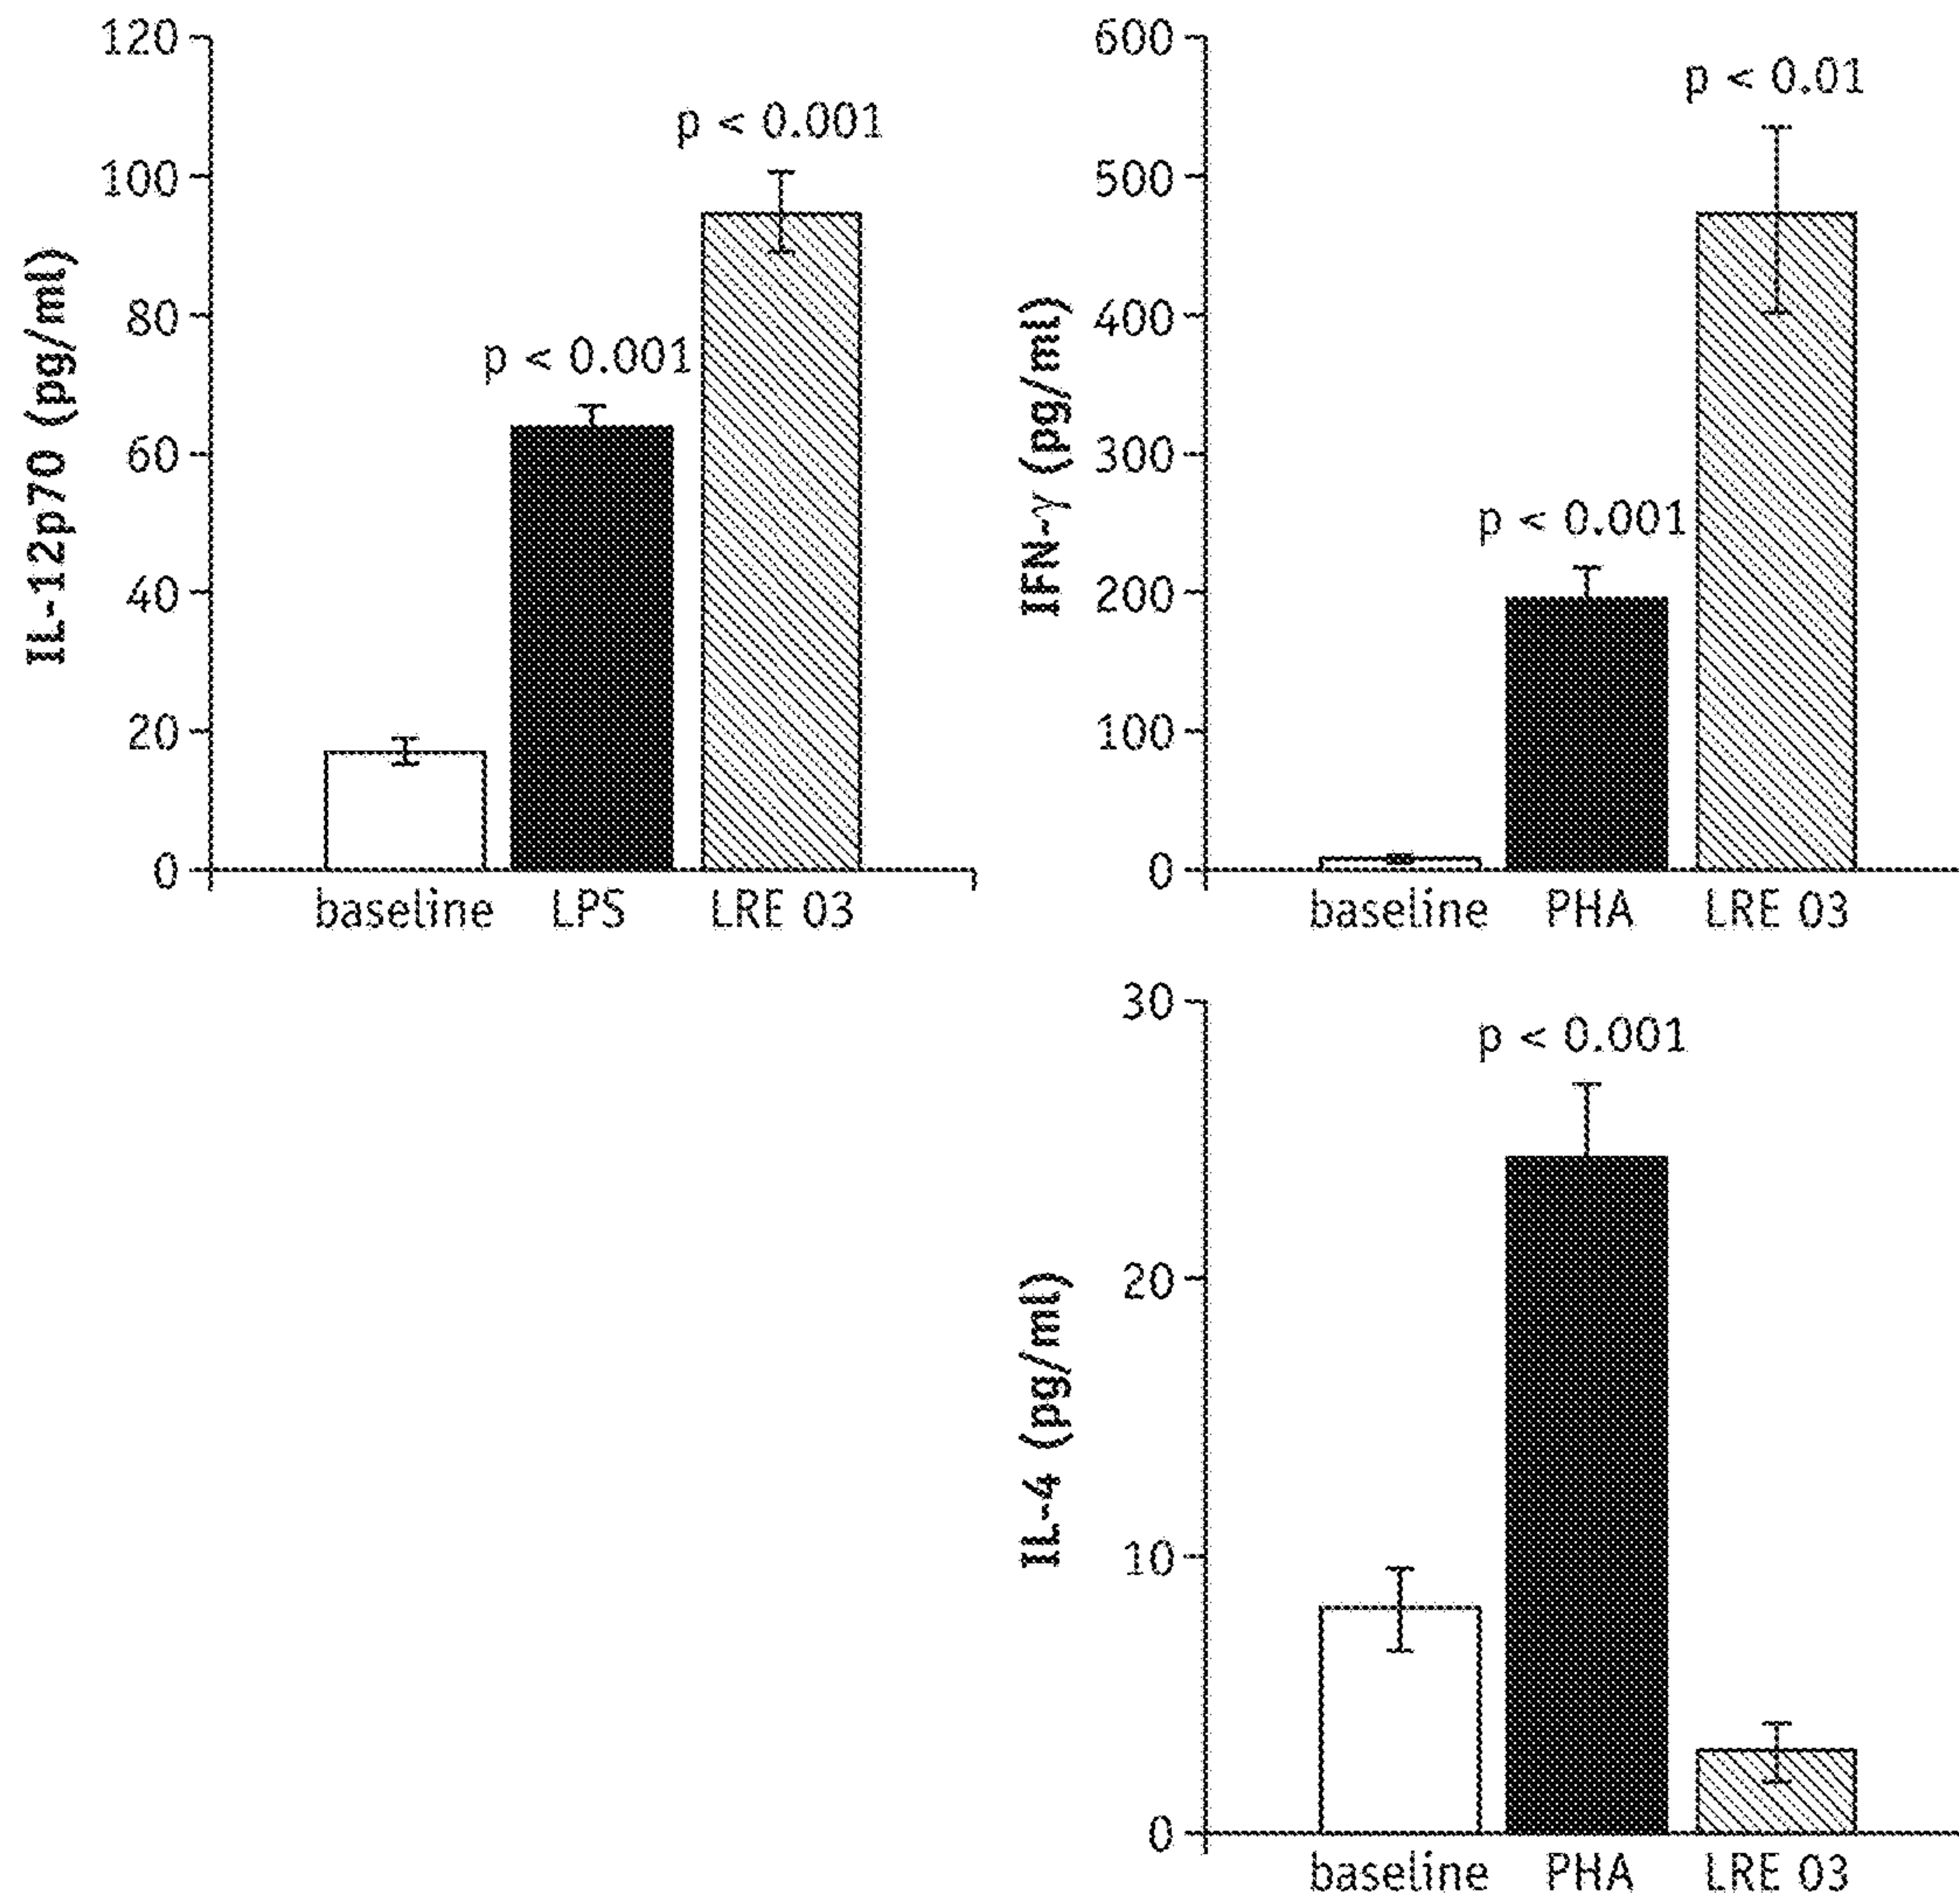 IL-12p70 (pg/ml)
120
100
80
60
40
20
0
p < 0.001
p < 0.001
baseline LPS LRE 03
IFN-γ (pg/ml)
600
500
400
300
200
100
0
p < 0.01
p < 0.001
baseline PHA LRE 03
IL-4 (pg/ml)
30
20
10
0
p < 0.001
baseline PHA LRE 03